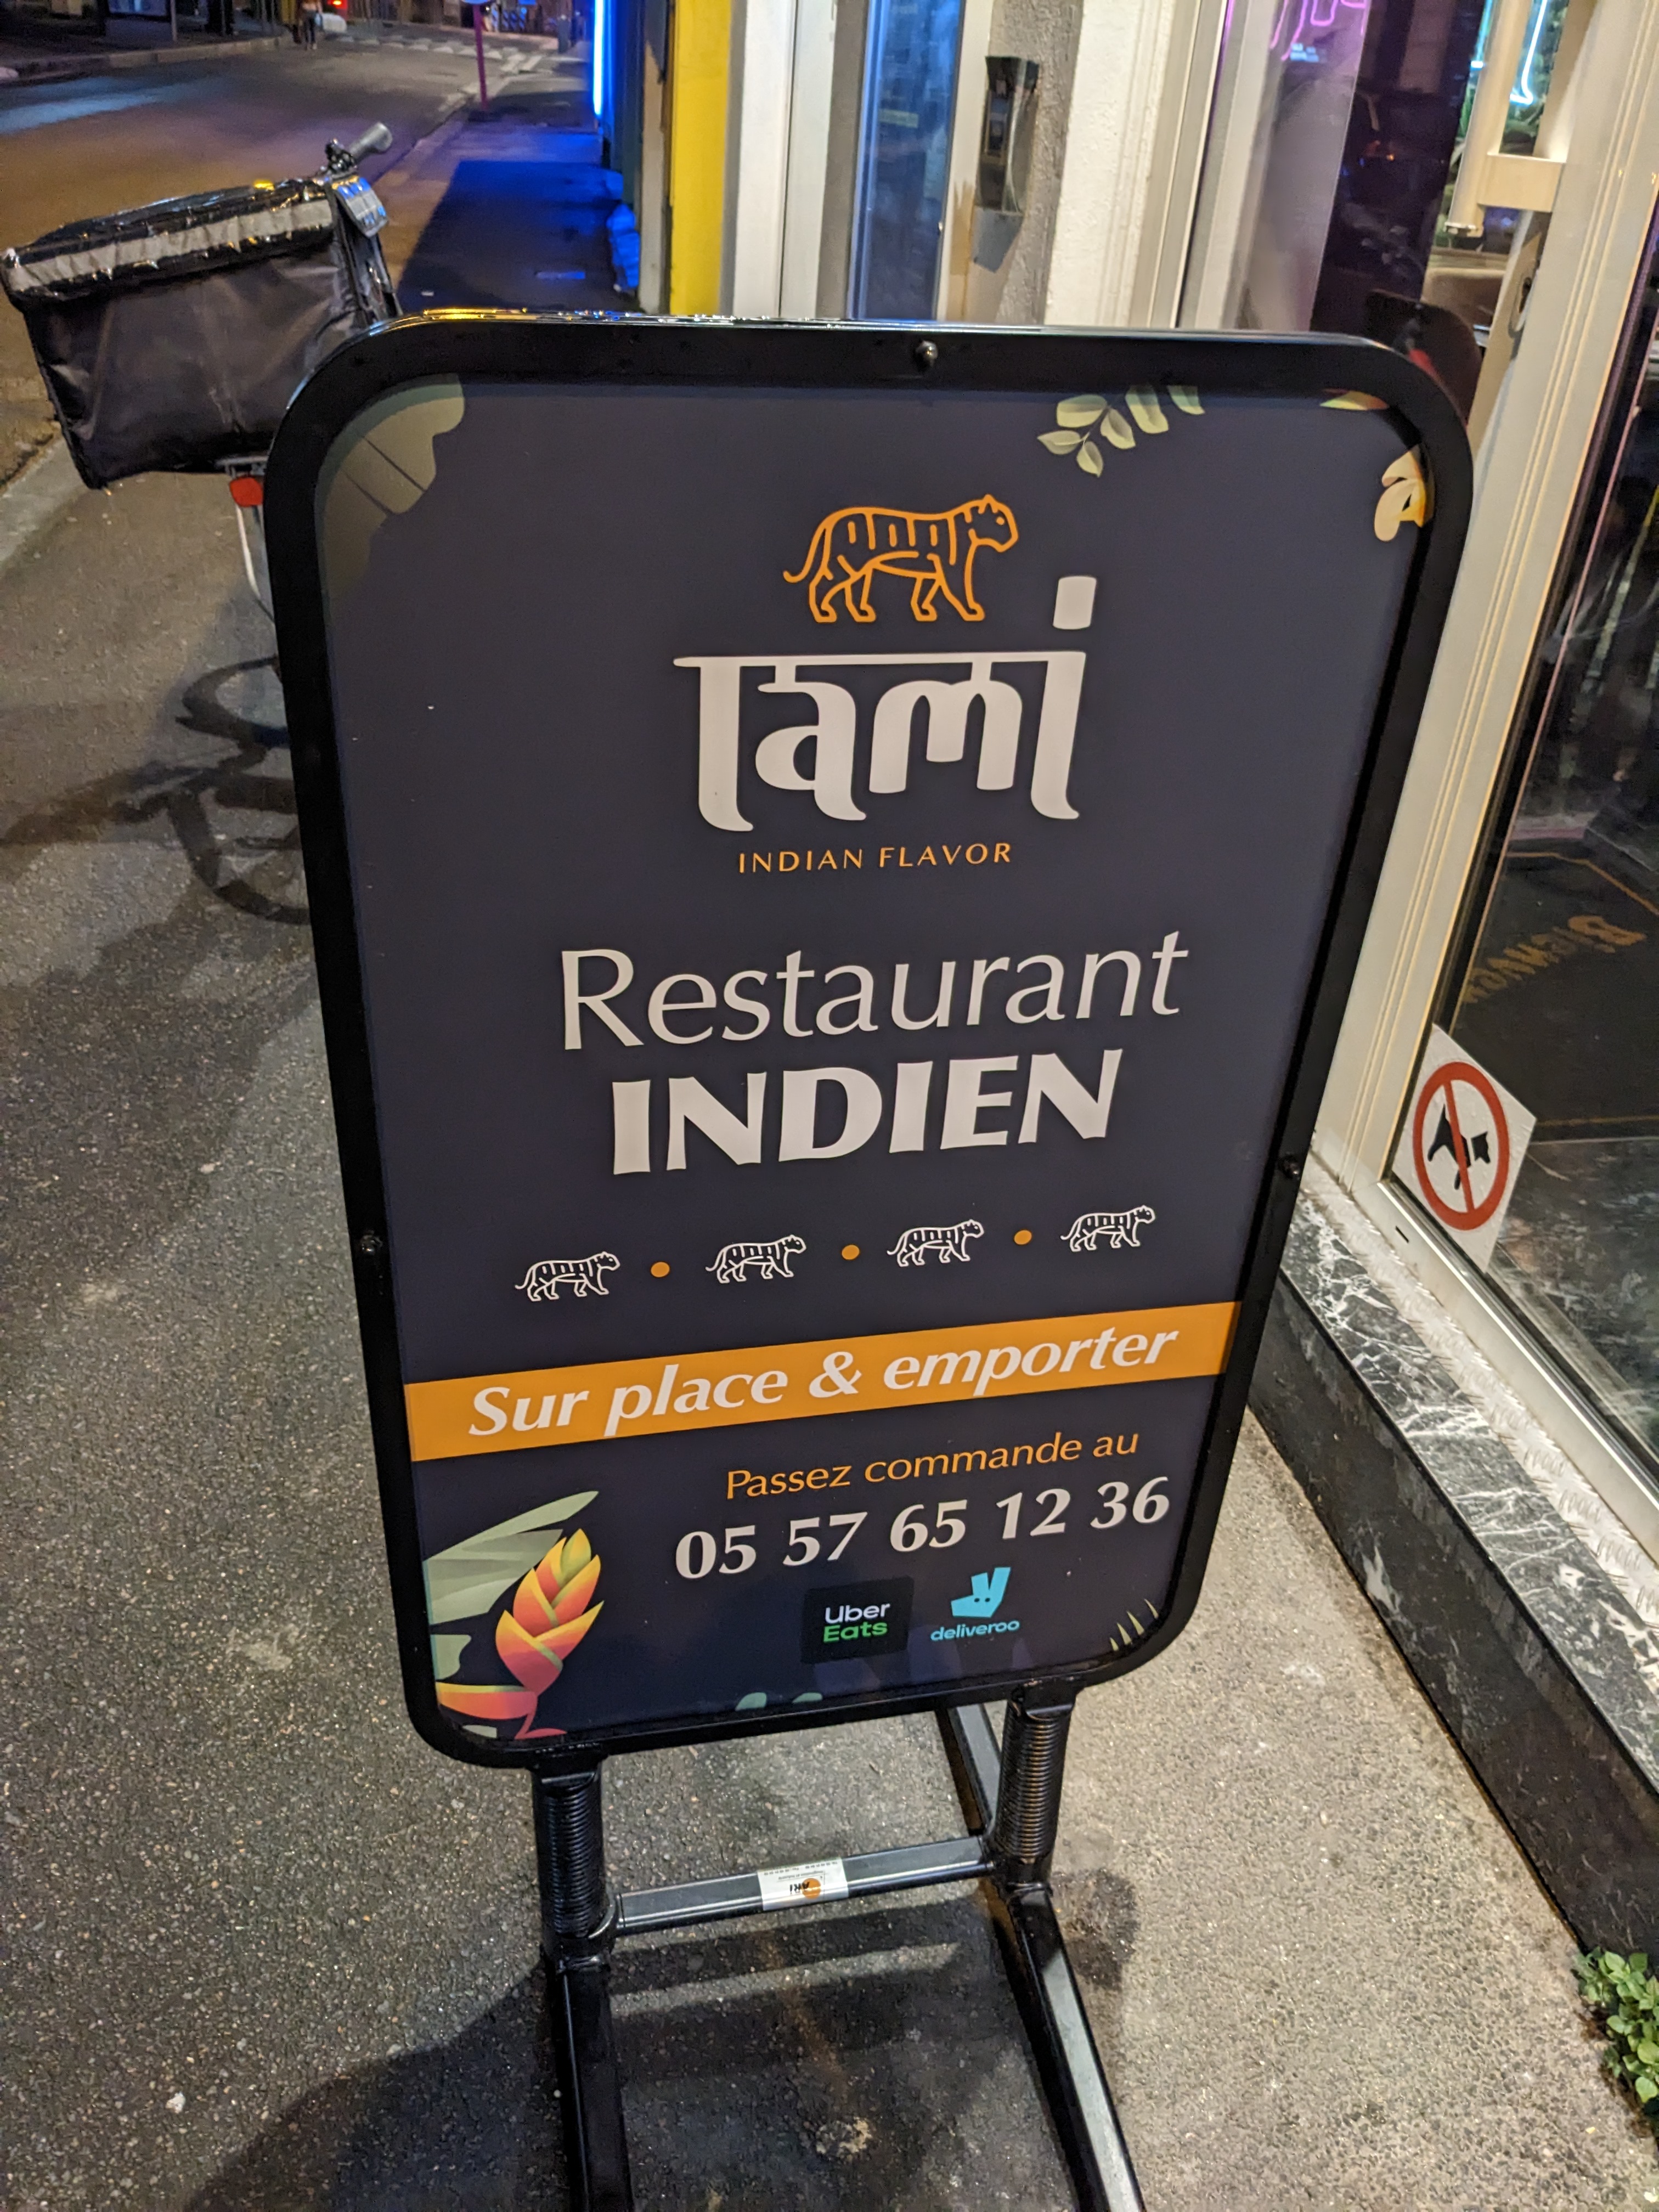 Tami
INDIAN FLAVOR
Restaurant
INDIEN
Sur place & emporter
Passez commande au
05 57 65 12 36
Uber
Eats
deliveroo